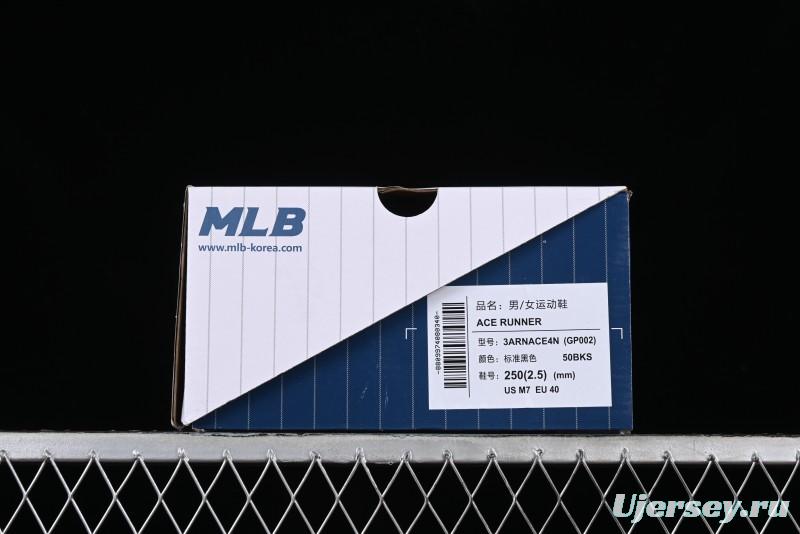 MLB
www.mlb-korea.com
品名：男/女运动鞋
ACE RUNNER
型号：3ARNACE4N (GP002)
颜色：标准黑色 50BKS
鞋号：250(2.5) (mm)
US M7 EU 40
Ujersey.ru